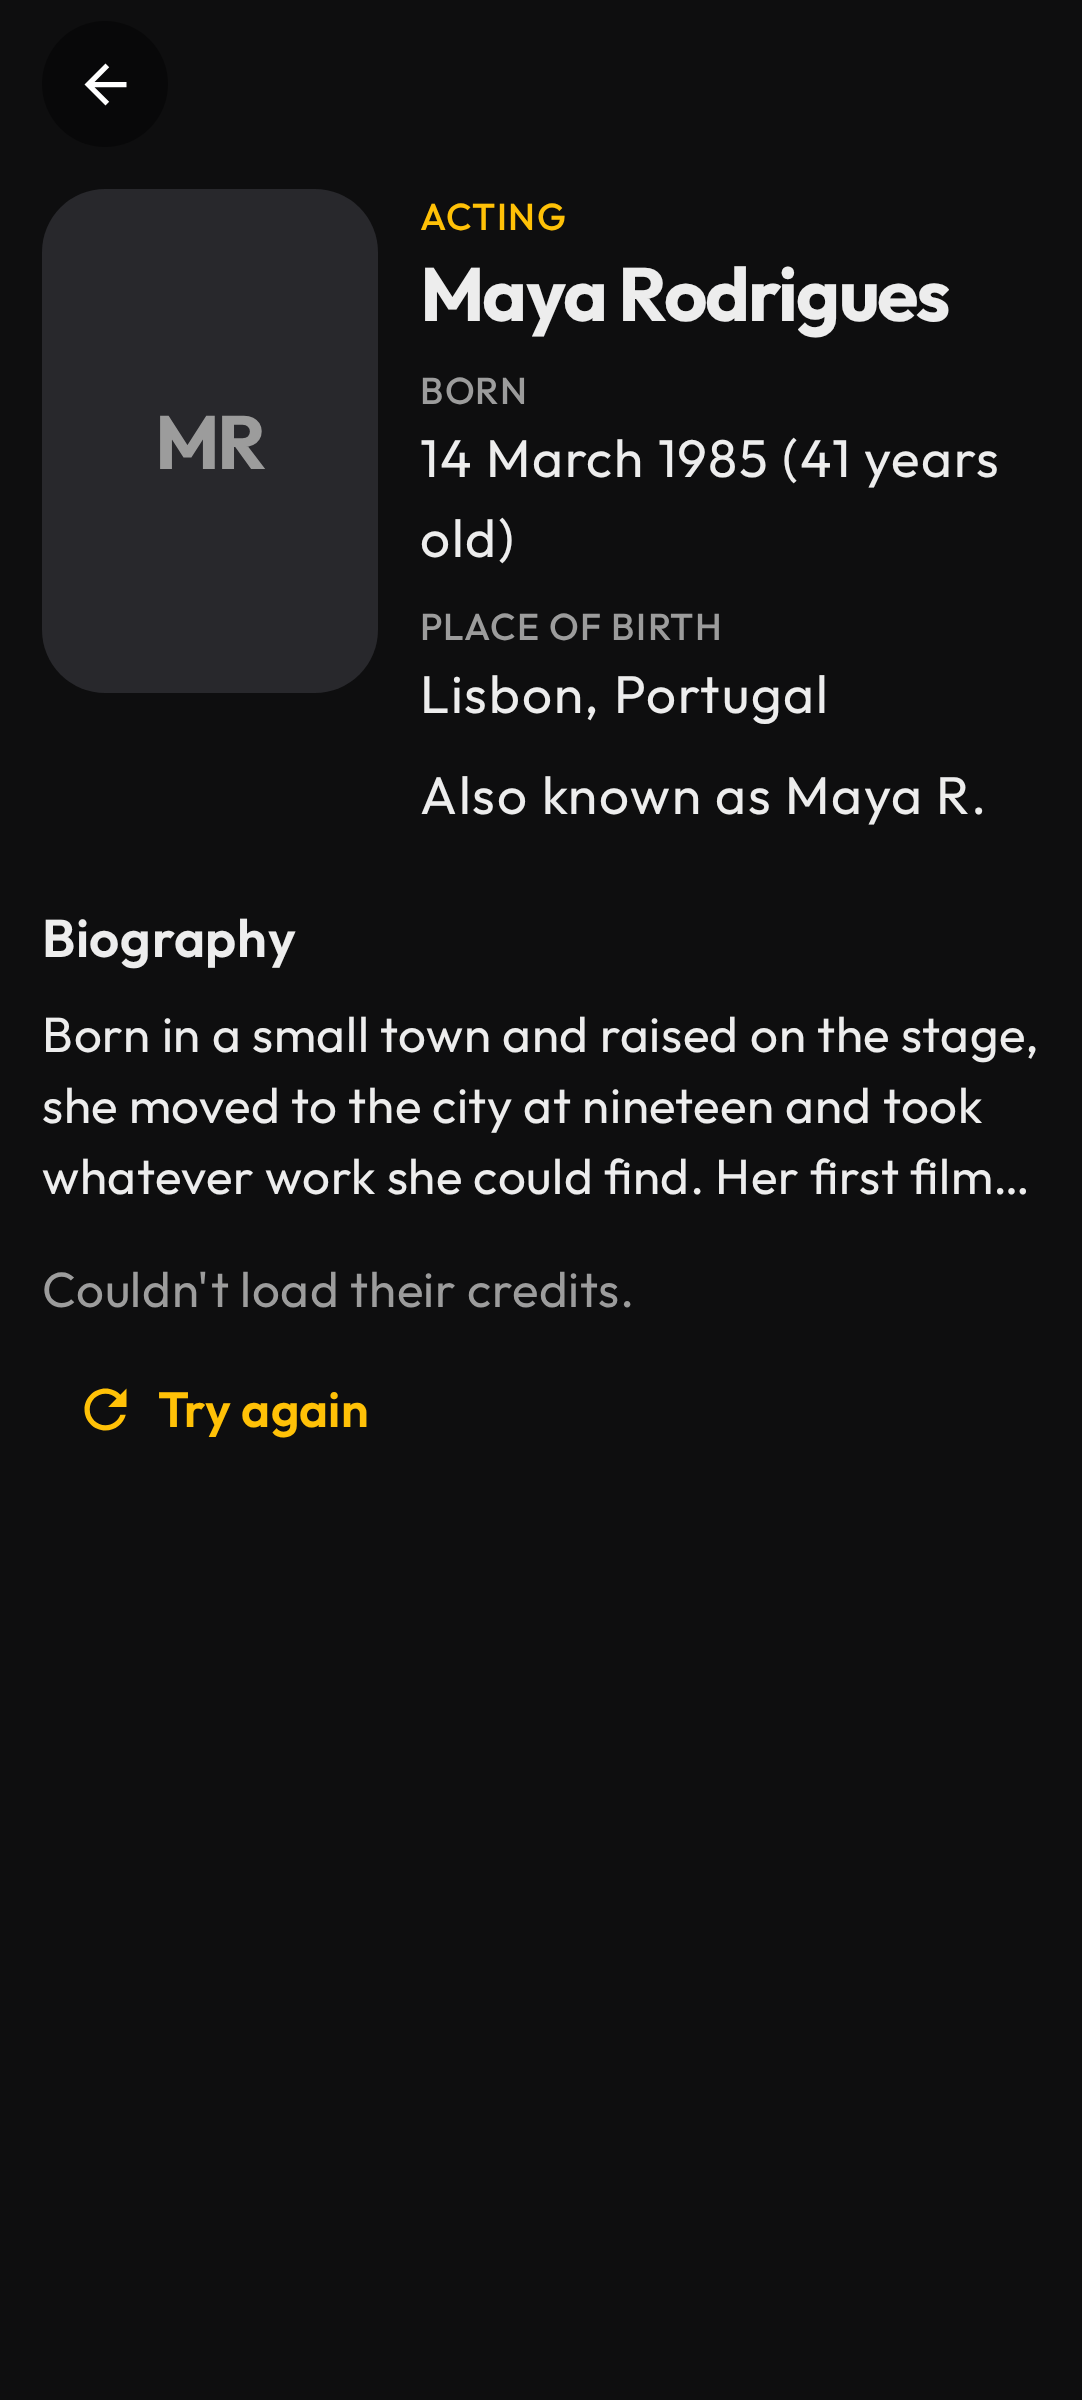 ACTING
Maya Rodrigues
MR
BORN
14 March 1985 (41 years
old)
PLACE OF BIRTH
Lisbon, Portugal
Also known as Maya R.
Biography
Born in a small town and raised on the stage,
she moved to the city at nineteen and took
whatever work she could find. Her first film…
Couldn't load their credits.
Try again